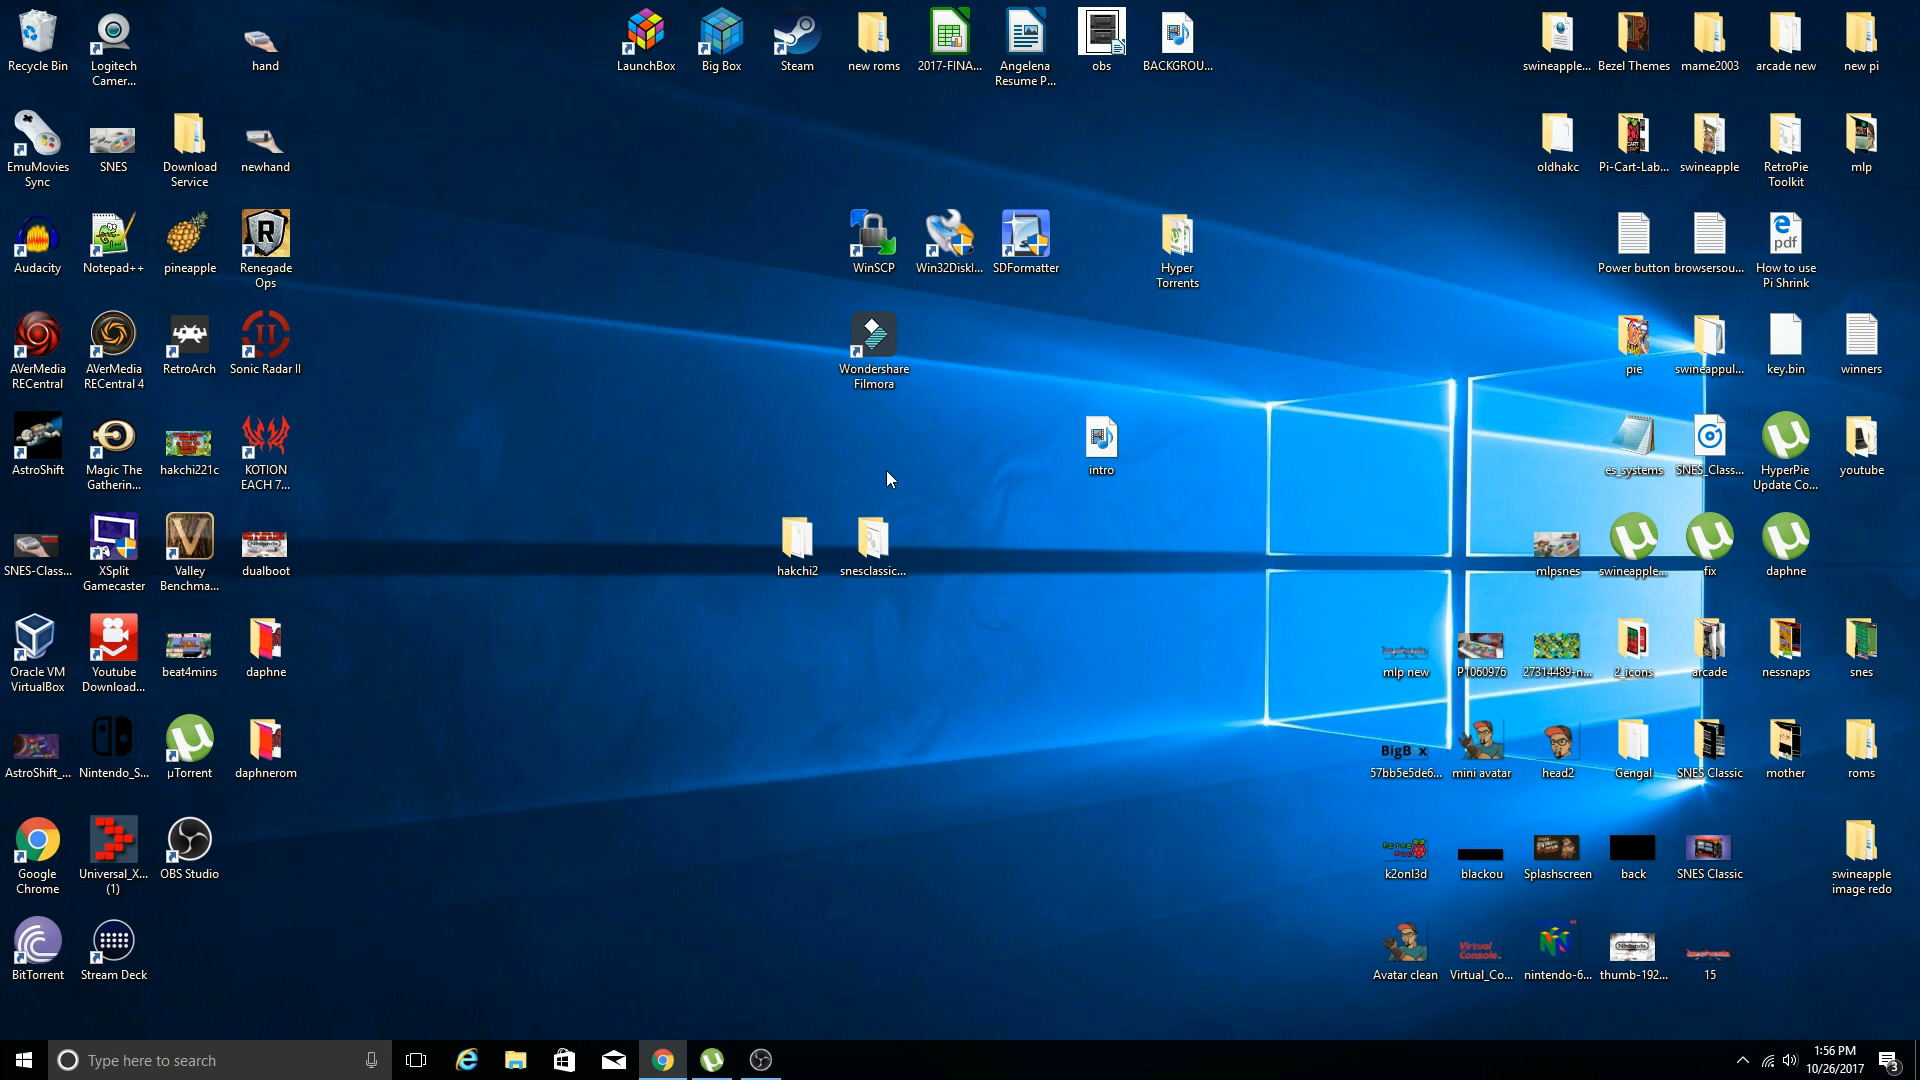 Recycle Bin
Logitech
Camer...
hand
LaunchBox
Big Box
Steam
new roms
2017-FINA...
Angelena
Resume P...
obs
BACKGROU...
swineapple...
Bezel Themes
mame2003
arcade new
new pi
EmuMovies
Sync
SNES
Download
Service
newhand
oldhakc
Pi-Cart-Lab...
swineapple
RetroPie
Toolkit
mlp
Audacity
Notepad++
pineapple
Renegade
Ops
WinSCP
Win32DiskI...
SDFormatter
Hyper
Torrents
Power button
browsersou...
How to use
Pi Shrink
AVerMedia
RECentral
AVerMedia
RECentral 4
RetroArch
Sonic Radar II
Wondershare
Filmora
pie
swineappul...
key.bin
winners
AstroShift
Magic The
Gatherin...
hakchi221c
KOTION
EACH 7...
intro
es_systems
SNES_Class...
HyperPie
Update Co...
youtube
SNES-Class...
XSplit
Gamecaster
Valley
Benchma...
dualboot
hakchi2
snesclassic...
mlpsnes
swineapple...
fix
daphne
Oracle VM
VirtualBox
Youtube
Download...
beat4mins
daphne
mlp new
P1060976
27314489-n...
2_icons
arcade
nessnaps
snes
AstroShift_...
Nintendo_S...
µTorrent
daphnerom
BigB x
57bb5e5de6...
mini avatar
head2
Gengal
SNES Classic
mother
roms
Google
Chrome
Universal_X...
(1)
OBS Studio
k2onl3d
blackou
Splashscreen
back
SNES Classic
swineapple
image redo
BitTorrent
Stream Deck
Avatar clean
Virtual
Console
Virtual_Co...
nintendo-6...
thumb-192...
15
Type here to search
1:56 PM
10/26/2017
3